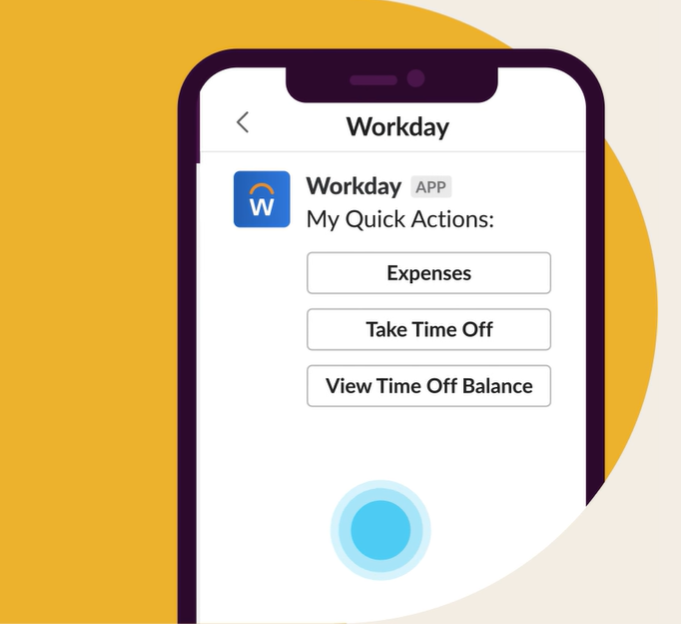 Workday
W
Workday APP
My Quick Actions:
Expenses
Take Time Off
View Time Off Balance